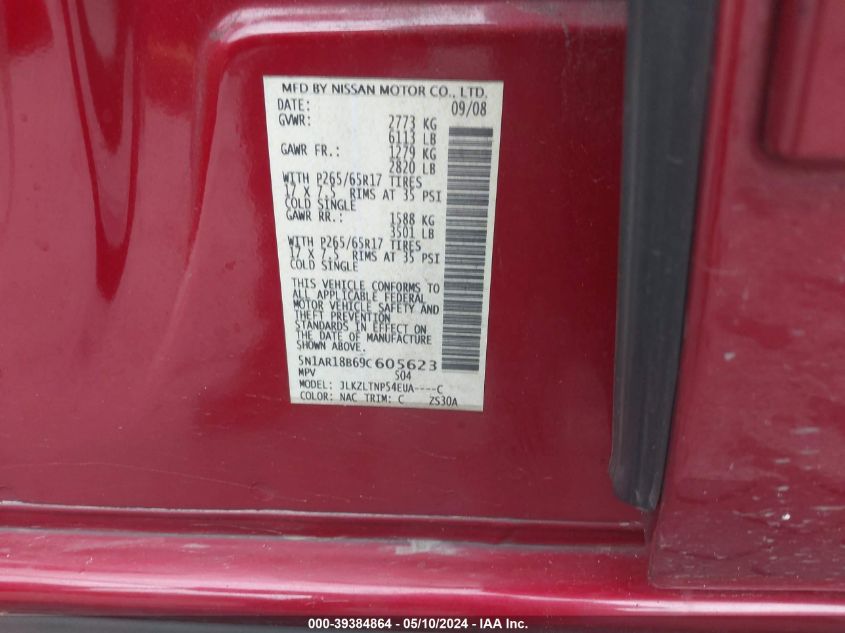 MFD BY NISSAN MOTOR CO., LTD.
DATE: 09/08
GVWR: 2773 KG
6113 LB
GAWR FR.: 1279 KG
2820 LB
WITH P265/65R17 TIRES
17 X 7.5 RIMS AT 35 PSI
COLD SINGLE
GAWR RR.: 1588 KG
3501 LB
WITH P265/65R17 TIRES
17 X 7.5 RIMS AT 35 PSI
COLD SINGLE
THIS VEHICLE CONFORMS TO
ALL APPLICABLE FEDERAL
MOTOR VEHICLE SAFETY AND
THEFT PREVENTION
STANDARDS IN EFFECT ON
THE DATE OF MANUFACTURE
SHOWN ABOVE.
5N1AR18B69C605623
MPV S04
MODEL: JLKZLTNP54EUA----C
COLOR: NAC TRIM: C ZS30A
000-39384864 - 05/10/2024 - IAA Inc.